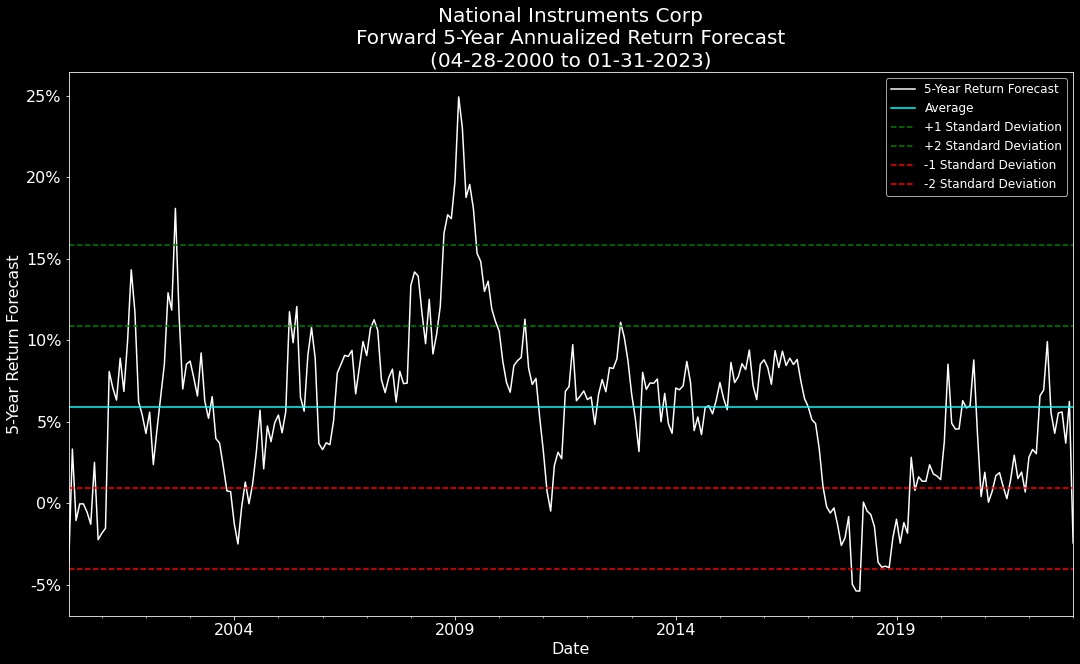 National Instruments Corp
Forward 5-Year Annualized Return Forecast
(04-28-2000 to 01-31-2023)
5-Year Return Forecast
Average
+1 Standard Deviation
+2 Standard Deviation
-1 Standard Deviation
-2 Standard Deviation
25%
20%
15%
10%
5%
0%
-5%
5-Year Return Forecast
2004
2009
2014
2019
Date